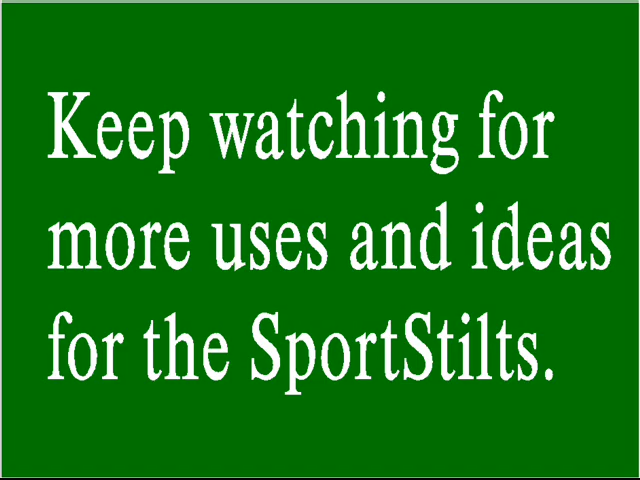 Keep watching for
more uses and ideas
for the SportStilts.